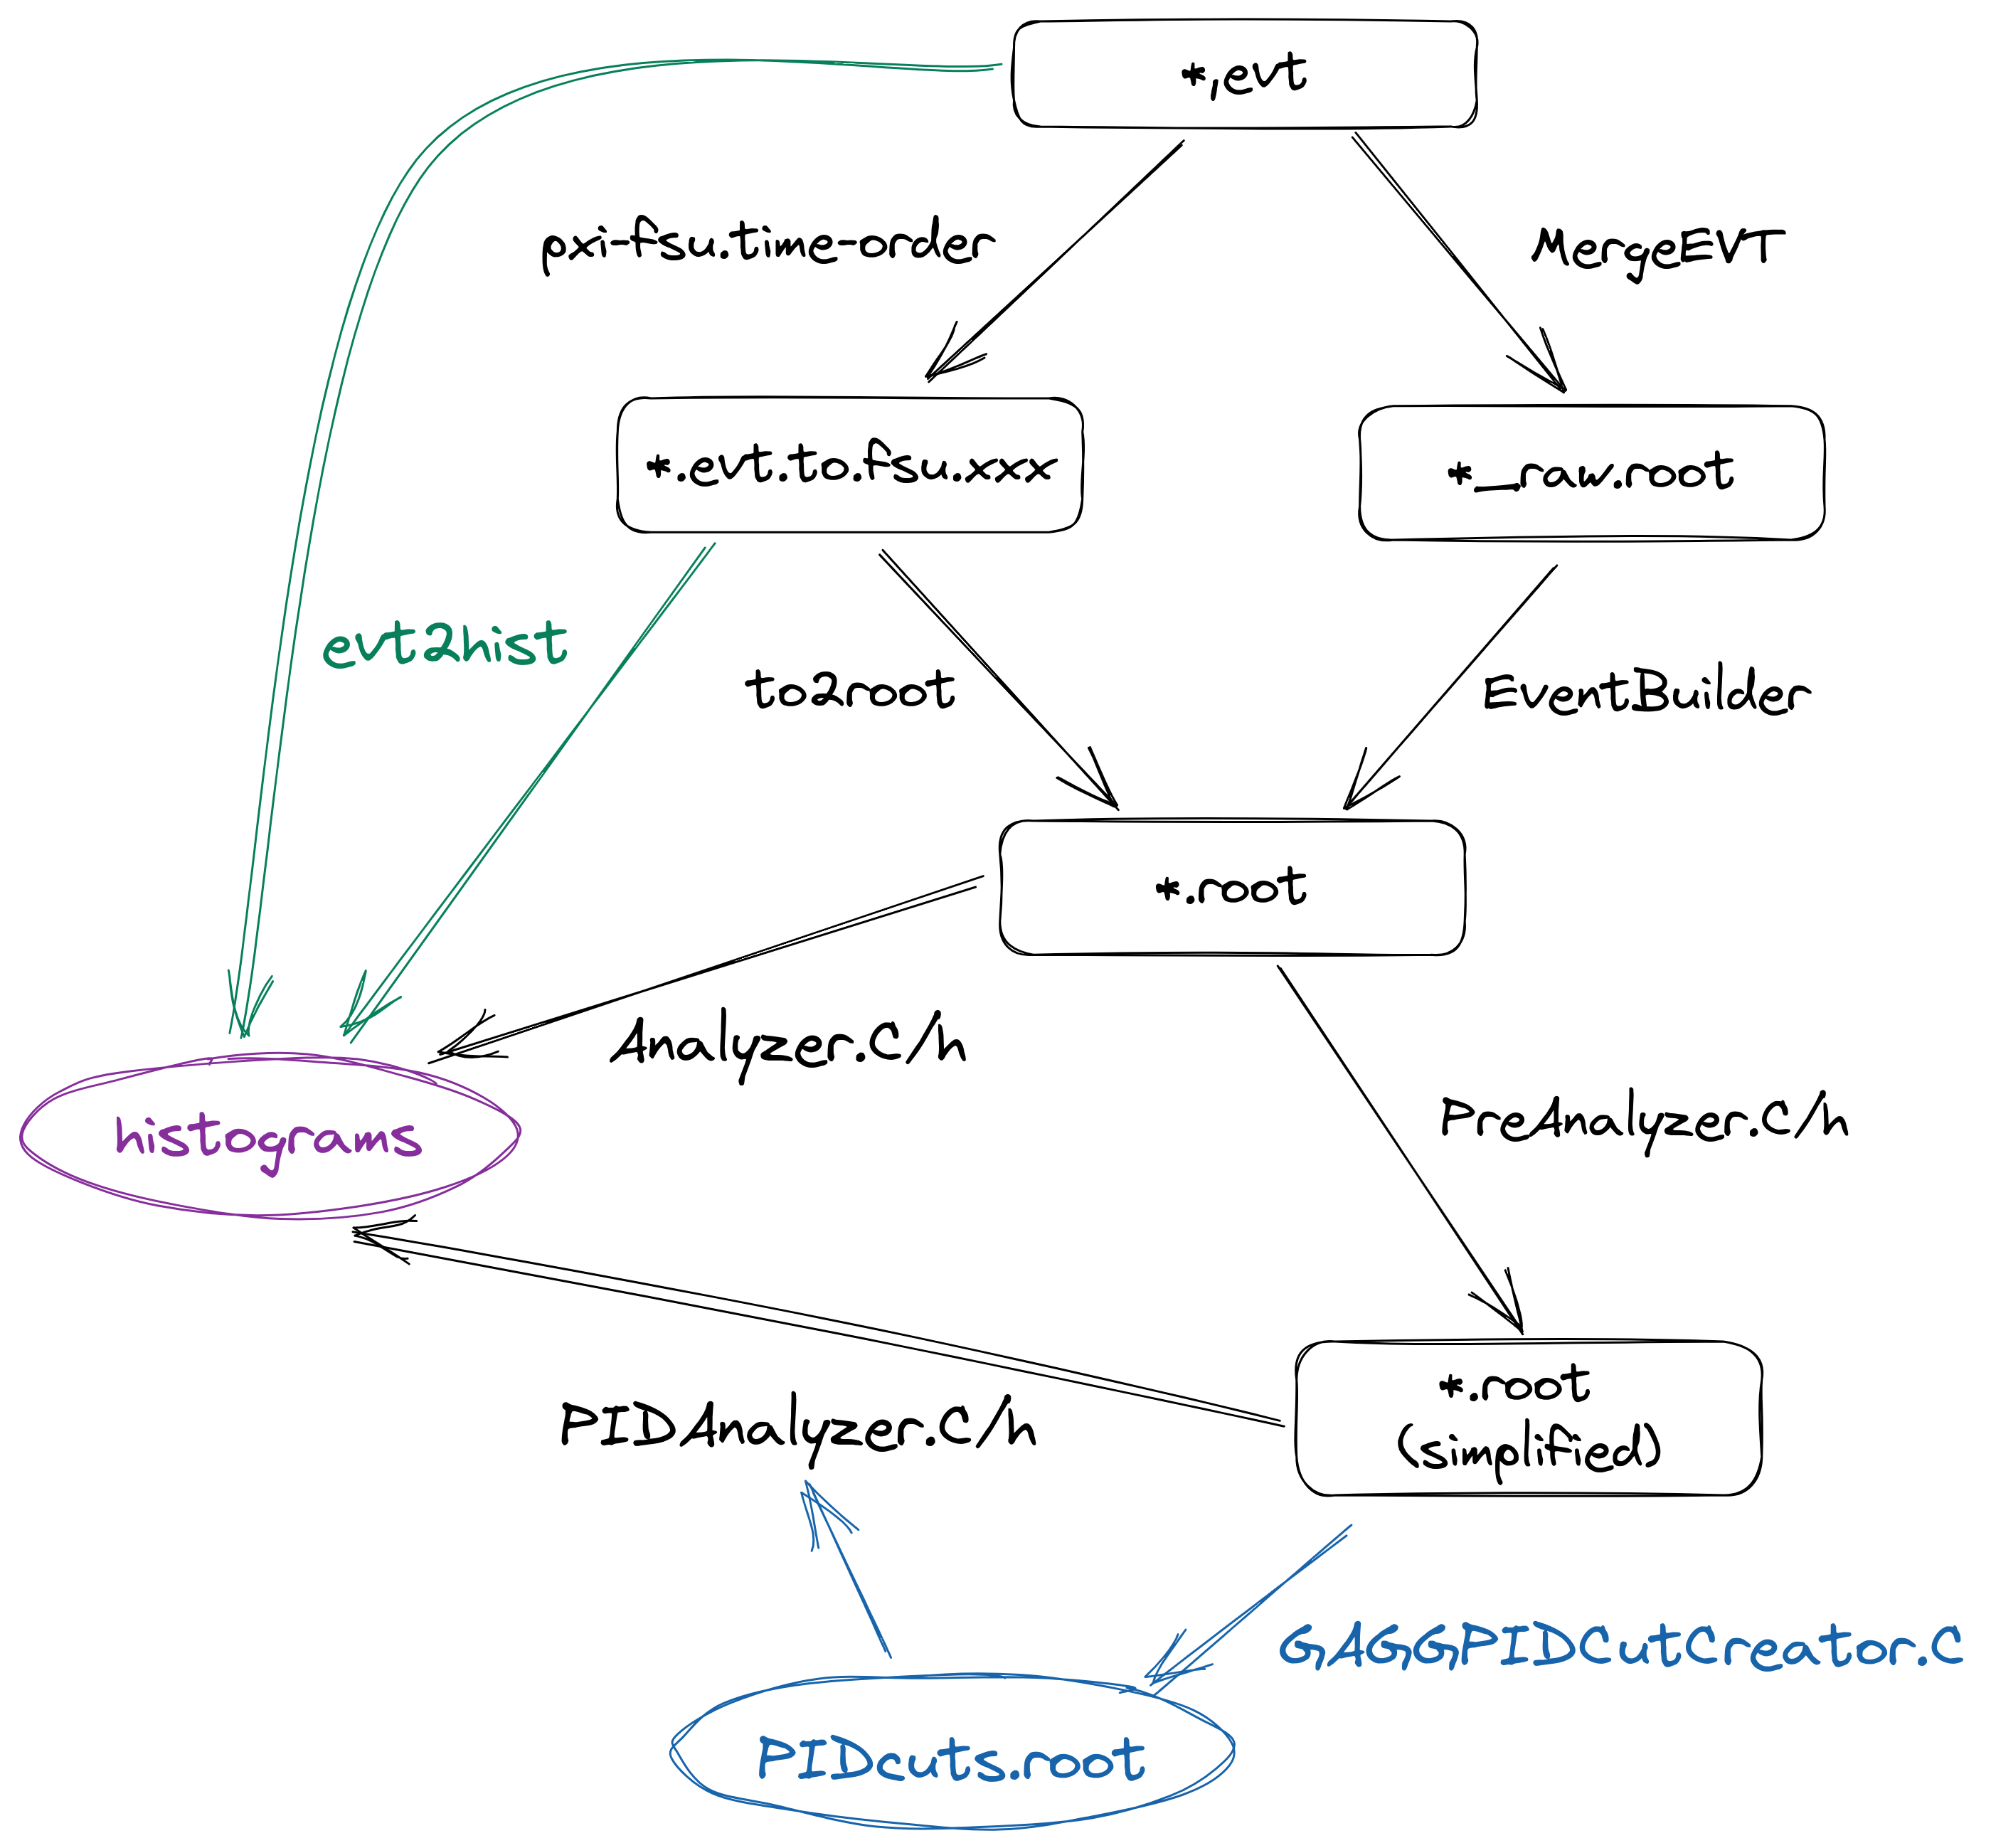 *,evt
pxi-fsu.time-order
MergeEVT
*.evt.to.fsu.xxx
*_raw.root
evt2hist
to2root
EventBuilder
*.root
Analyzer.C/h
PreAnalyzer.C/h
histograms
*.root
(simplified)
PIDAnalyzer.C/h
GAGGPIDCutCreator.C
PIDcuts.root